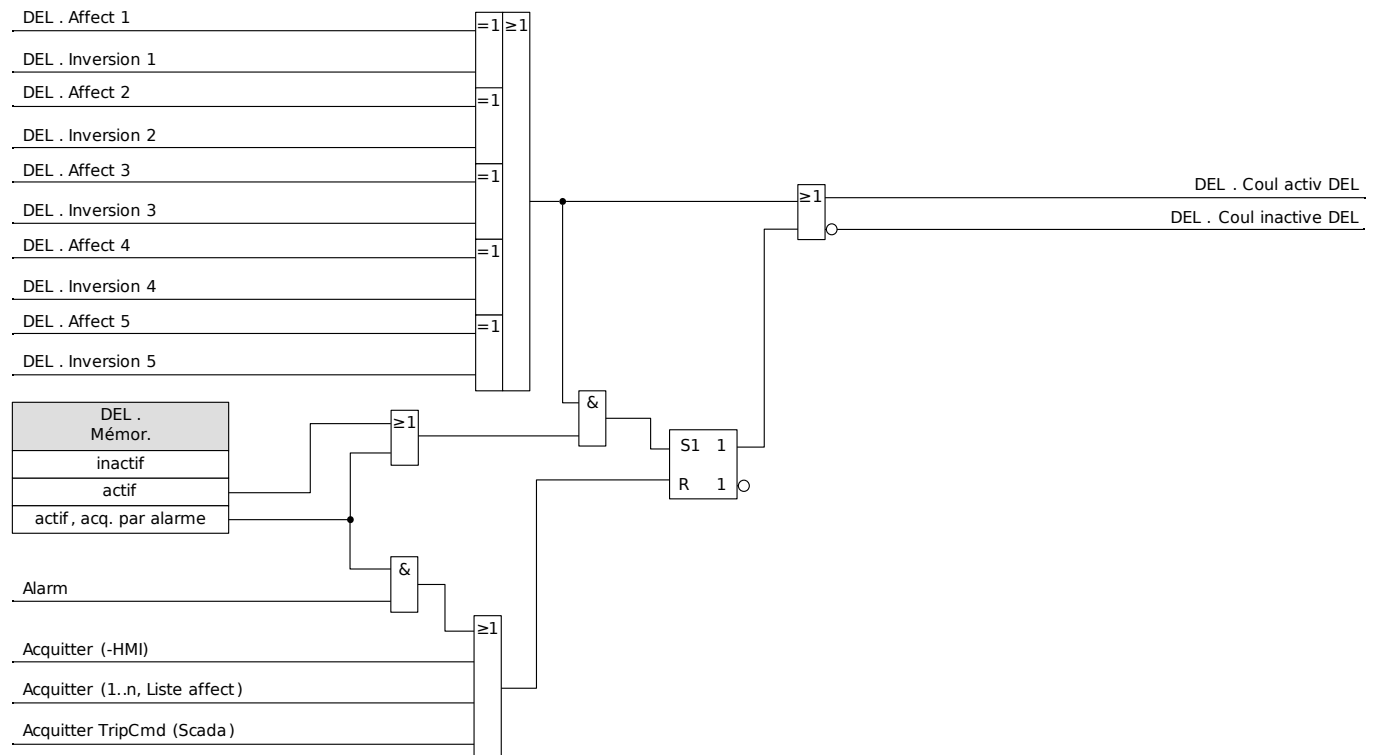 DEL . Affect 1
=1 ≥1
DEL . Inversion 1
DEL . Affect 2
=1
DEL . Inversion 2
DEL . Affect 3
=1
DEL . Coul activ DEL
≥1
DEL . Inversion 3
DEL . Coul inactive DEL
DEL . Affect 4
=1
DEL . Inversion 4
DEL . Affect 5
=1
DEL . Inversion 5
&
DEL .
Mémor.
≥1
inactif
S1 1
actif
R 1
actif, acq. par alarme
&
Alarm
≥1
Acquitter (-HMI)
Acquitter (1..n, Liste affect)
Acquitter TripCmd (Scada)